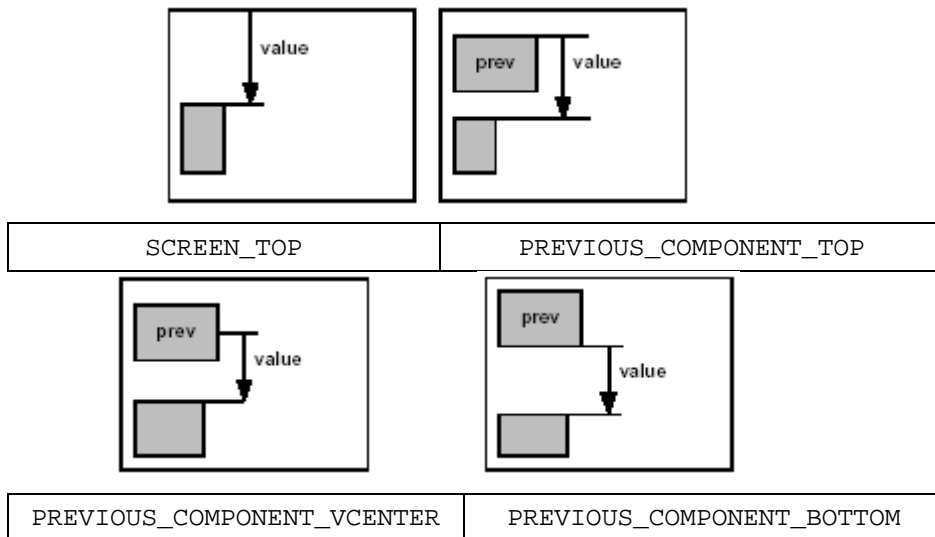 value
prev
value
SCREEN_TOP
PREVIOUS_COMPONENT_TOP
prev
value
prev
value
PREVIOUS_COMPONENT_VCENTER
PREVIOUS_COMPONENT_BOTTOM